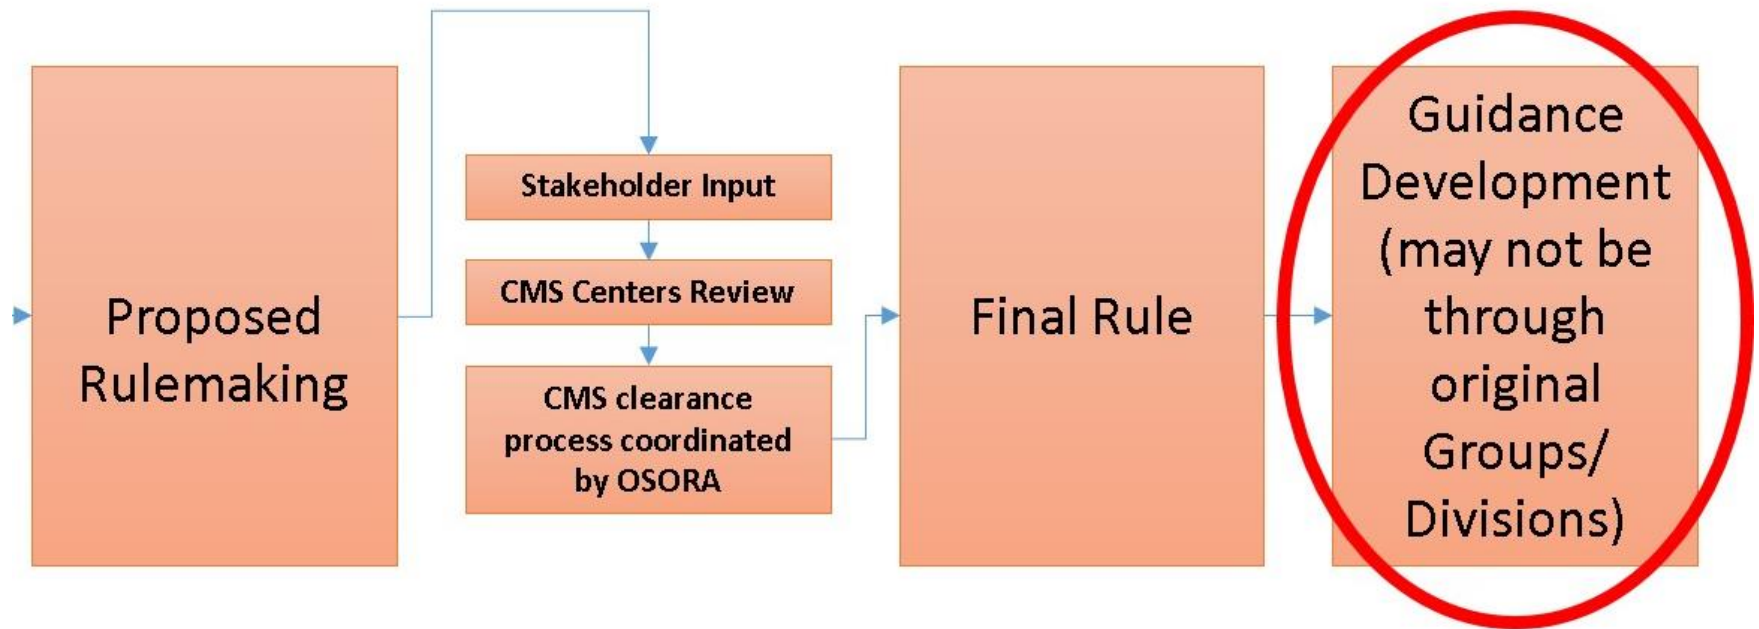 Proposed
Rulemaking
Stakeholder Input
CMS Centers Review
CMS clearance
process coordinated
by OSORA
Final Rule
Guidance
Development
(may not be
through
original
Groups/
Divisions)